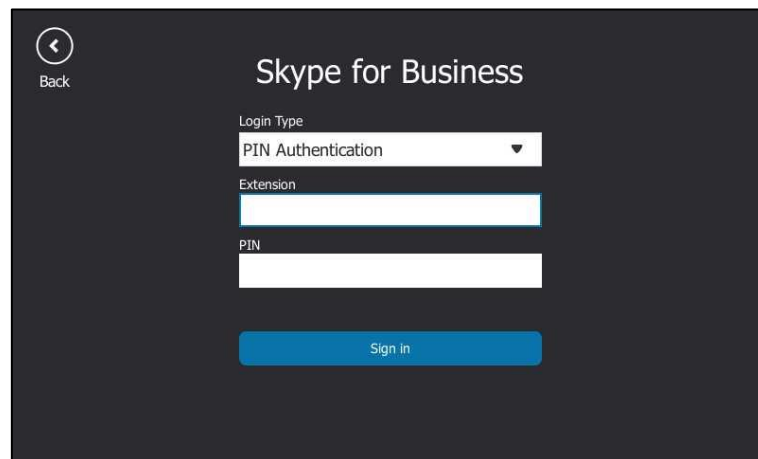 Back
Skype for Business
Login Type
PIN Authentication
Extension
PIN
Sign in